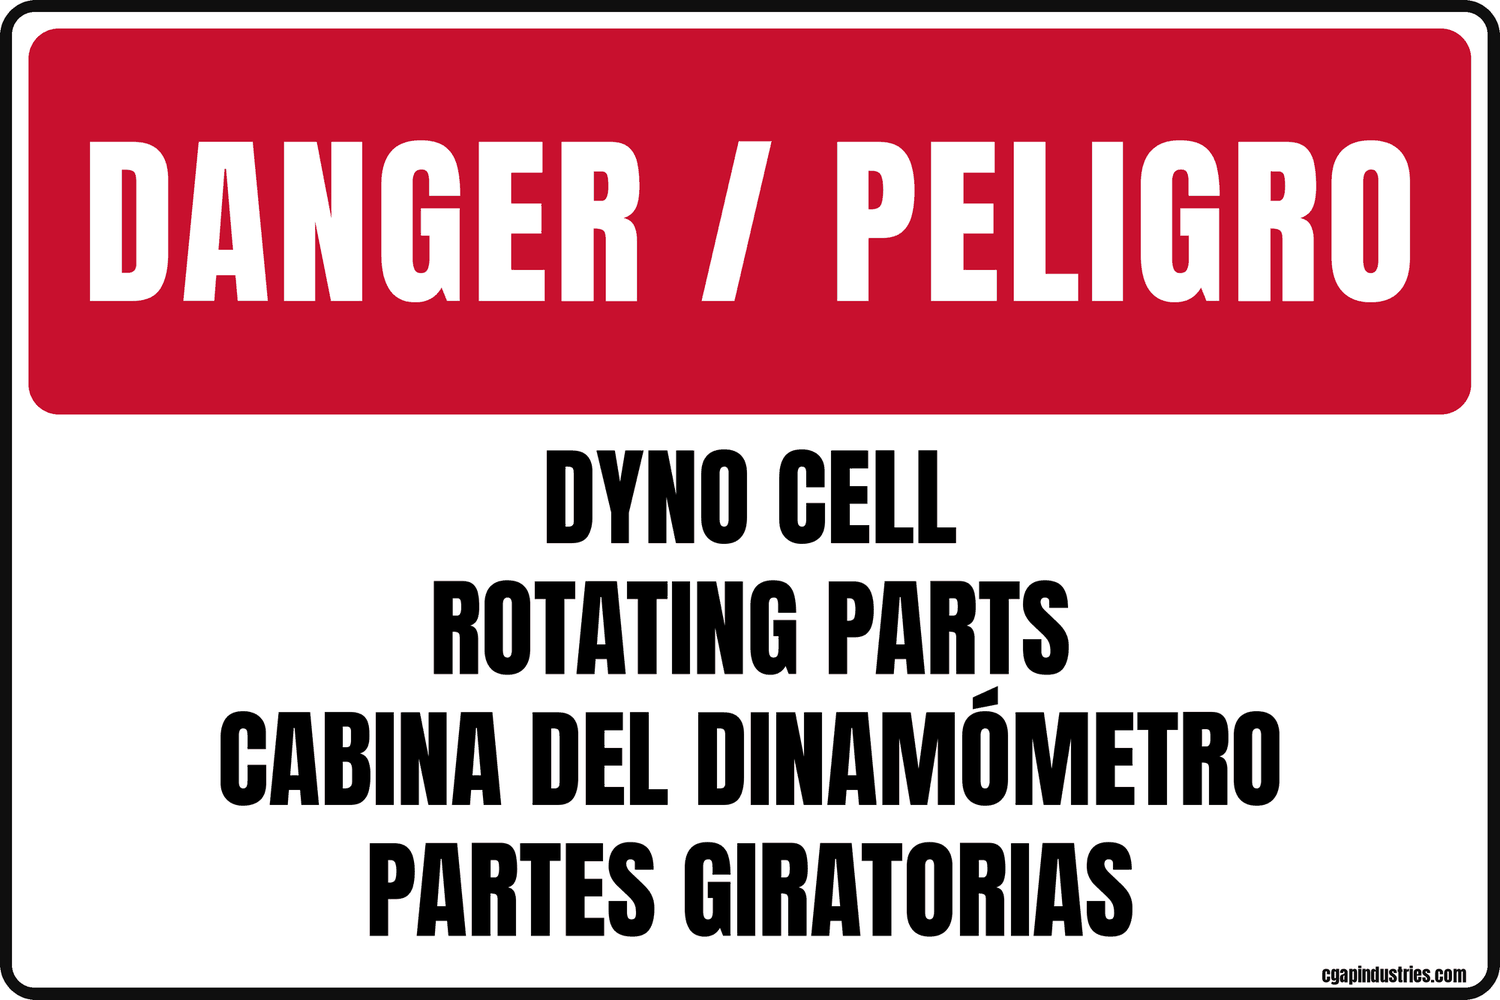 DANGER / PELIGRO
DYNO CELL
ROTATING PARTS
CABINA DEL DINAMÓMETRO
PARTES GIRATORIAS
cgapindustries.com